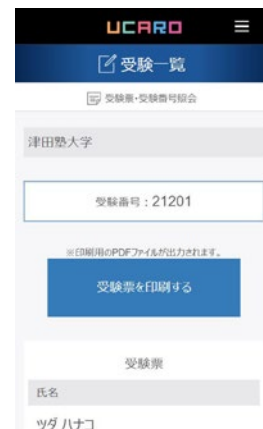 UCARO
受験一覧
受験票・受験番号照会
津田塾大学
受験番号：21201
※印刷用のPDFファイルが出力されます。
受験票を印刷する
受験票
氏名
ツダ ハナコ